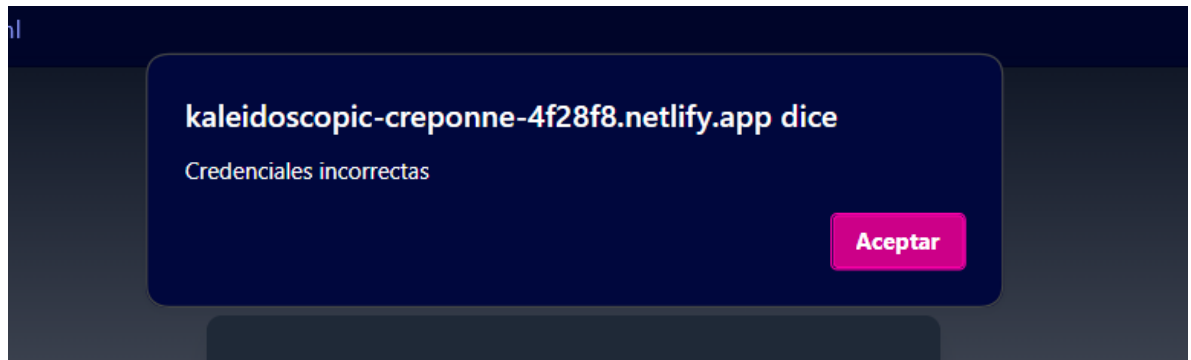 kaleidoscopic-creponne-4f28f8.netlify.app dice
Credenciales incorrectas
Aceptar